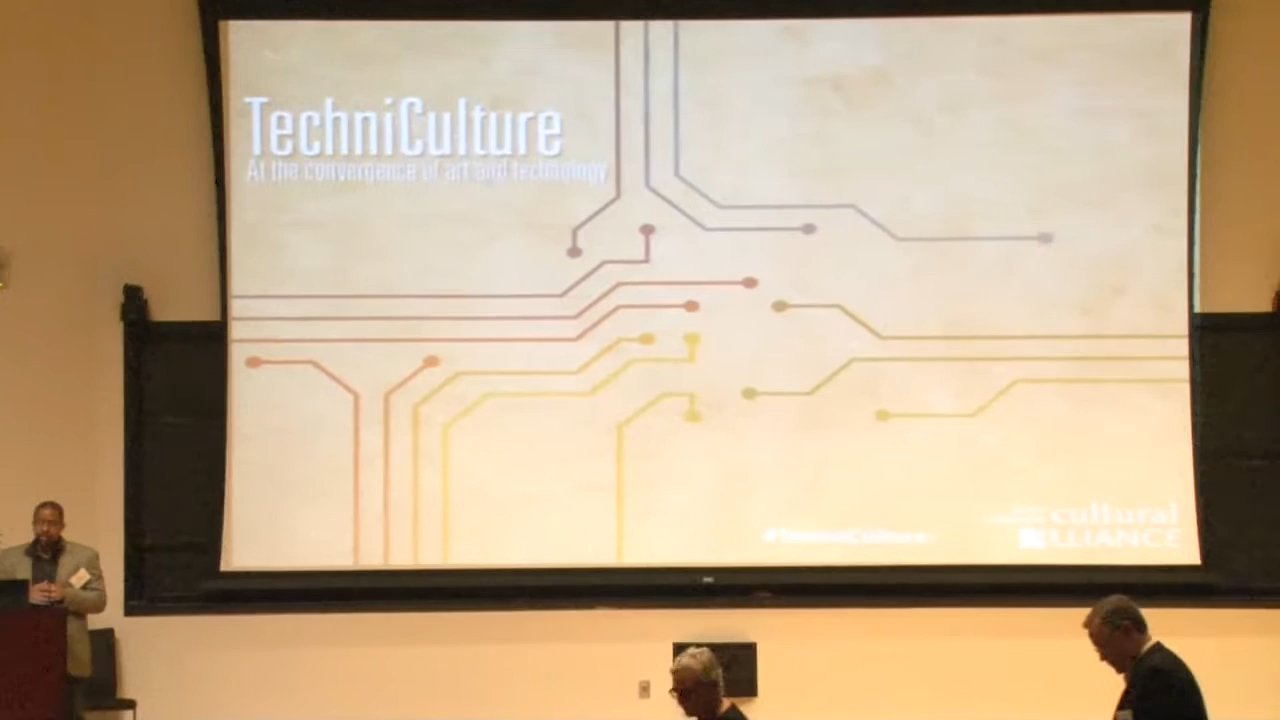 TechniCulture
At the convergence of art and technology
#TechniCulture
cultural
ALLIANCE